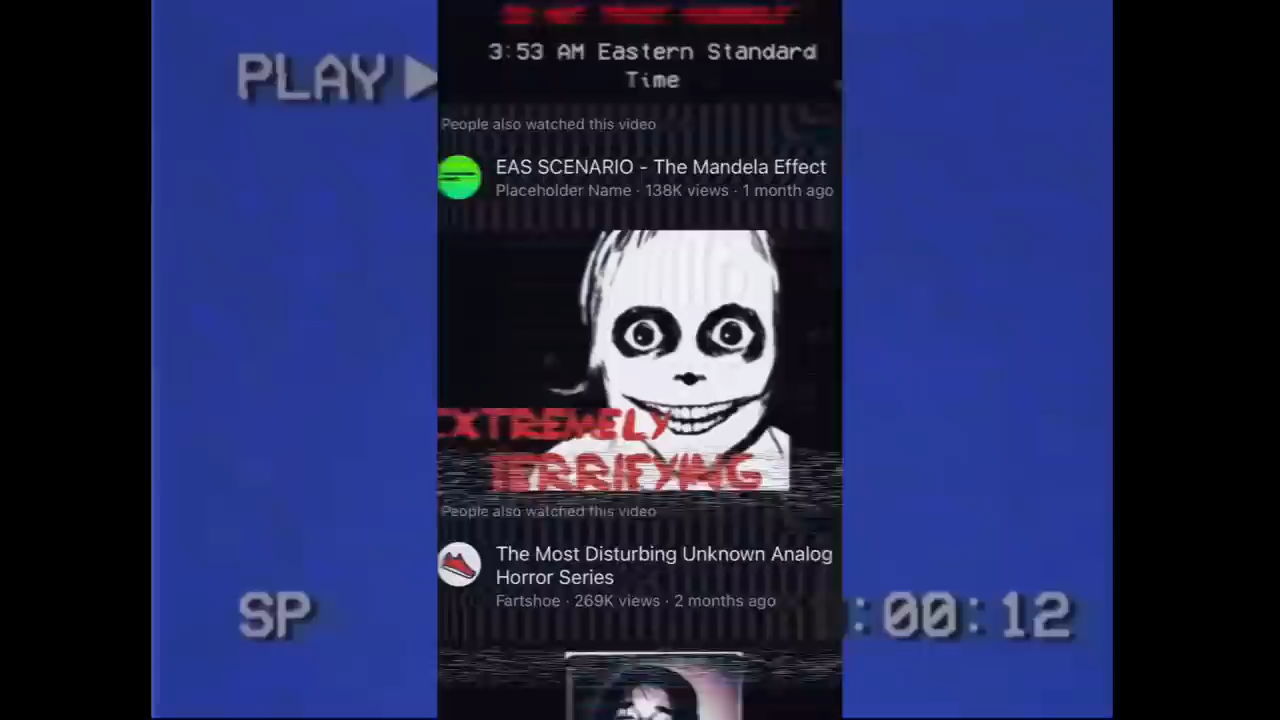 PLAY
3:53 AM Eastern Standard
Time
People also watched this video
EAS SCENARIO - The Mandela Effect
Placeholder Name · 138K views · 1 month ago
EXTREMELY
TERRIFYING
People also watched this video
The Most Disturbing Unknown Analog
Horror Series
Fartshoe · 269K views · 2 months ago
SP
:00:12